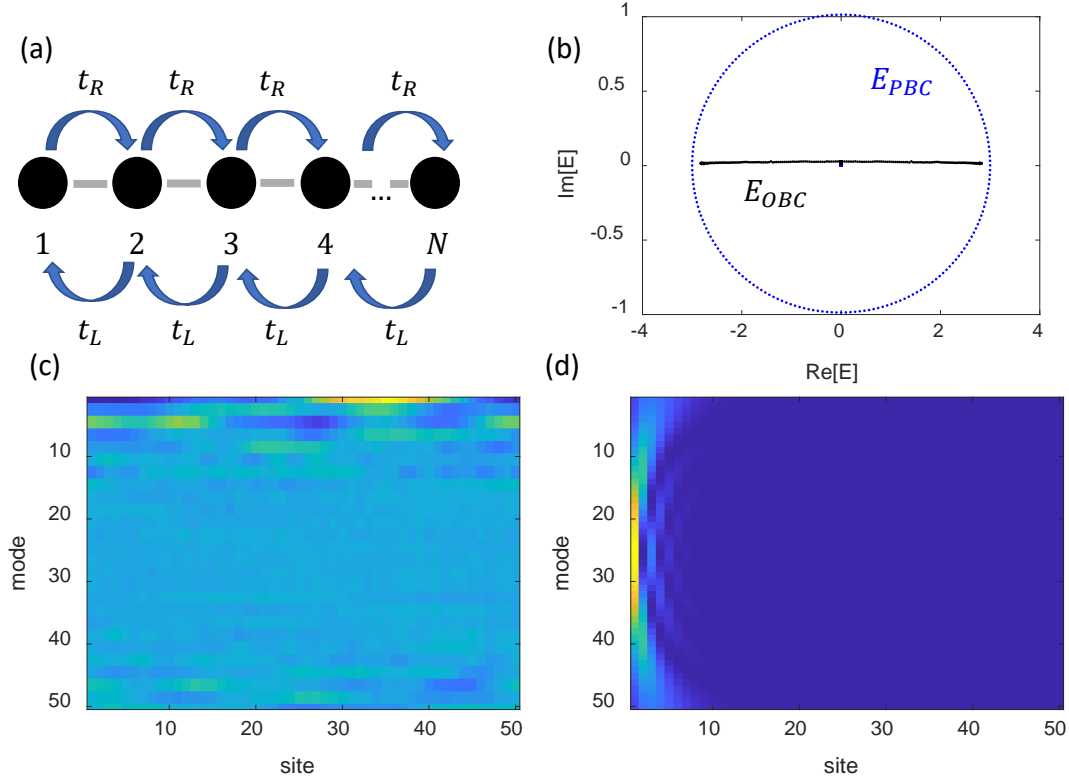 (a)
t_R t_R t_R t_R
...
1 2 3 4 N
t_L t_L t_L t_L
(b)
1
0.5
0
-0.5
-1
Im[E]
E_PBC
E_OBC
-4 -2 0 2 4
Re[E]
(c)
10
20
30
40
50
mode
10 20 30 40 50
site
(d)
10
20
30
40
50
mode
10 20 30 40 50
site